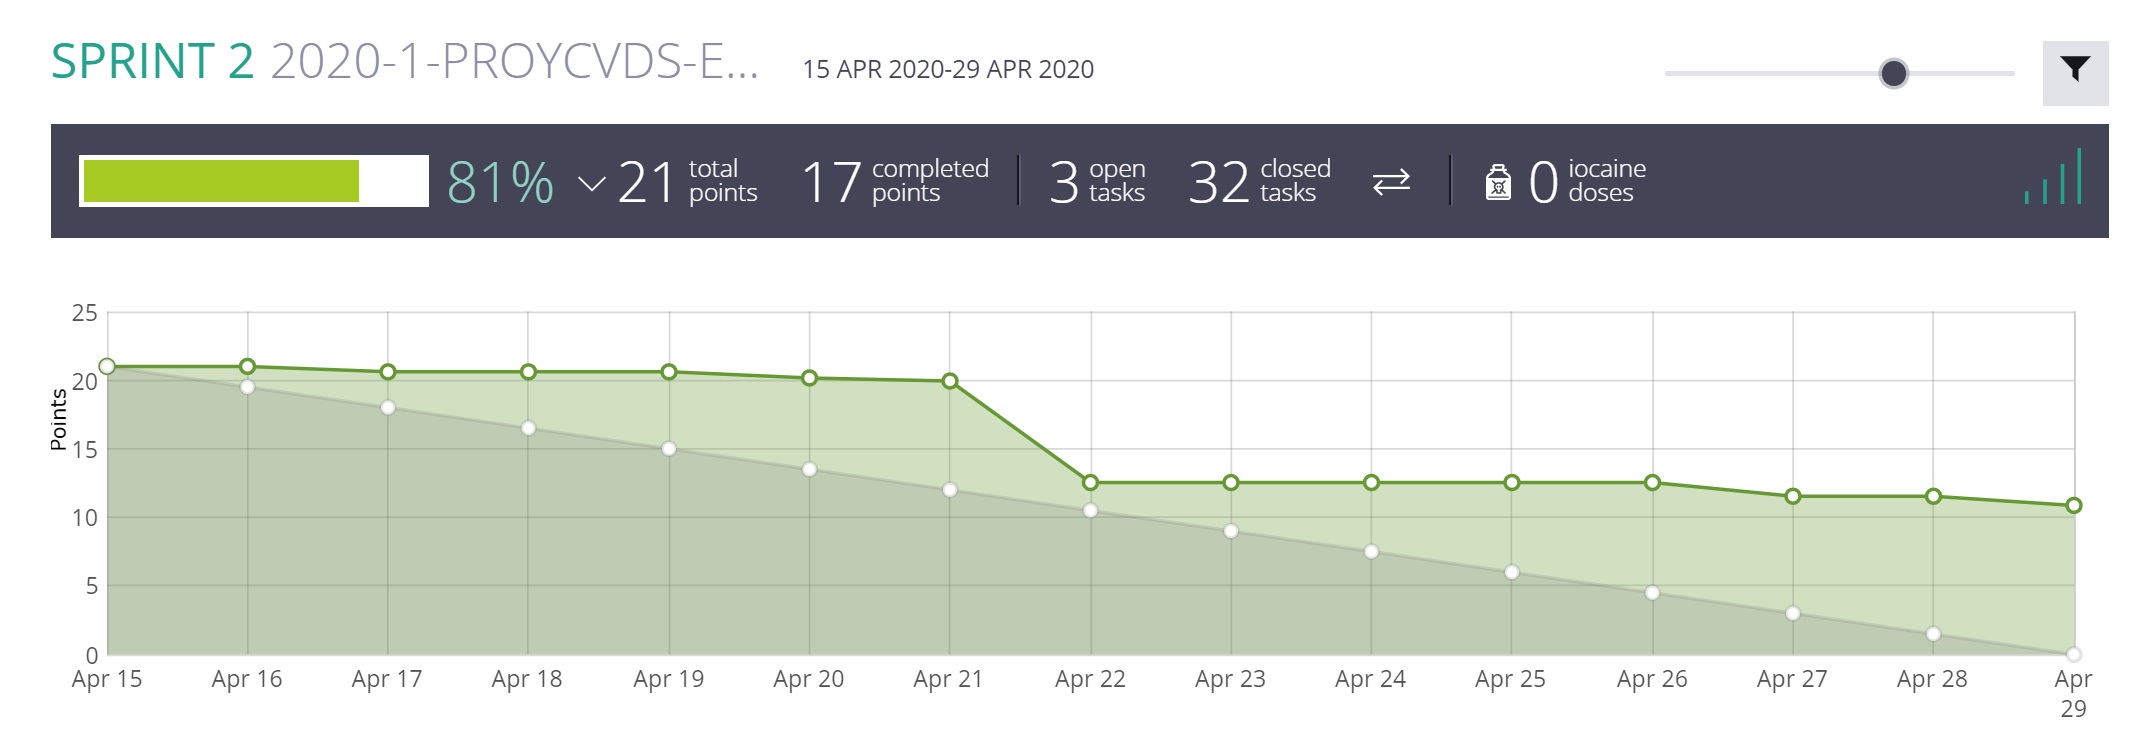 SPRINT 2 2020-1-PROYCVDS-E... 15 APR 2020-29 APR 2020
81% 21 total points 17 completed points 3 open tasks 32 closed tasks 0 iocaine doses
25
20
15
10
5
0
Points
Apr 15 Apr 16 Apr 17 Apr 18 Apr 19 Apr 20 Apr 21 Apr 22 Apr 23 Apr 24 Apr 25 Apr 26 Apr 27 Apr 28 Apr 29